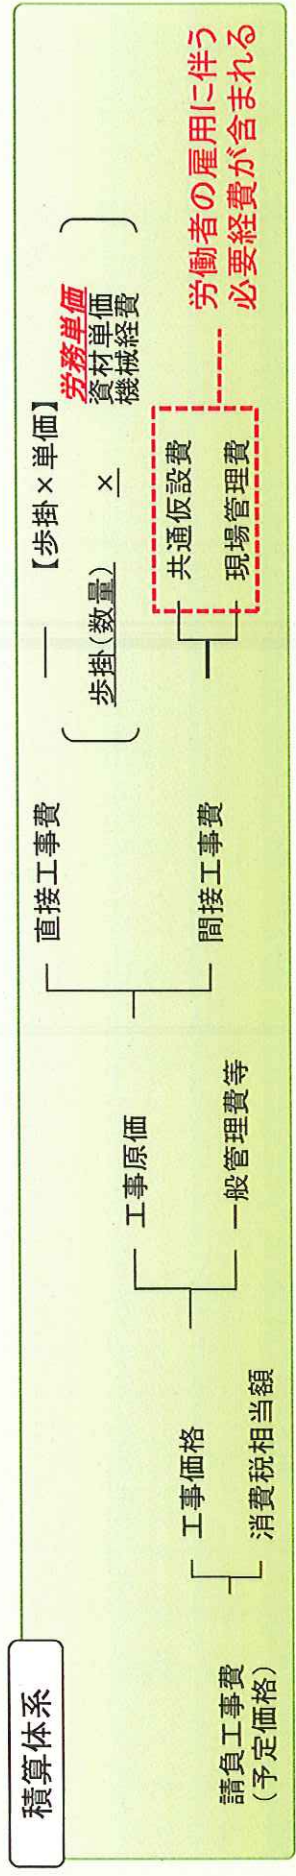 積算体系
請負工事費
(予定価格)
工事価格
消費税相当額
工事原価
一般管理費等
直接工事費
間接工事費
【歩掛×単価】
歩掛(数量)
×
労務単価
資材単価
機械経費
共通仮設費
現場管理費
労働者の雇用に伴う
必要経費が含まれる